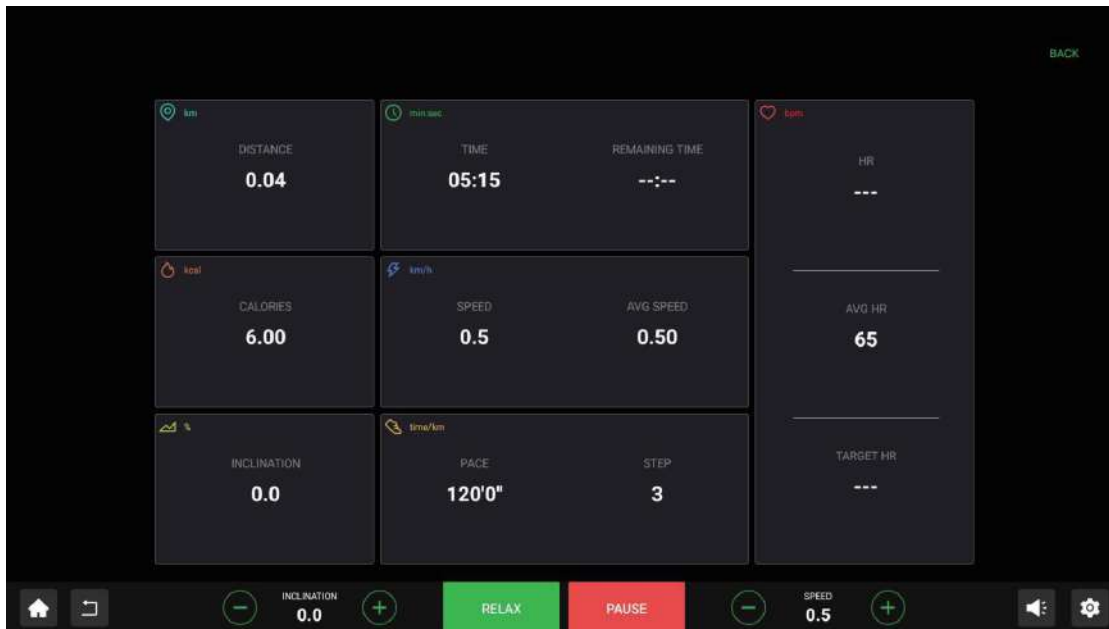 BACK
km
DISTANCE
0.04
min:sec
TIME
05:15
REMAINING TIME
--:--
bpm
HR
---
AVG HR
65
TARGET HR
---
kcal
CALORIES
6.00
km/h
SPEED
0.5
AVG SPEED
0.50
%
INCLINATION
0.0
time/km
PACE
120'0"
STEP
3
INCLINATION
0.0
RELAX
PAUSE
SPEED
0.5